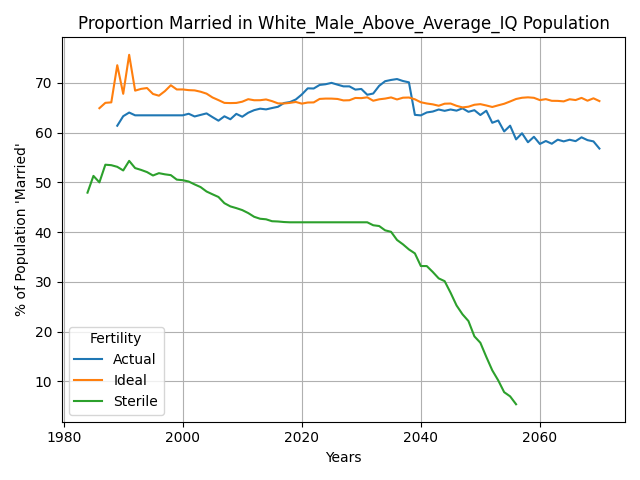 Proportion Married in White_Male_Above_Average_IQ Population
% of Population 'Married'
70
60
50
40
30
20
10
Fertility
Actual
Ideal
Sterile
1980 2000 2020 2040 2060
Years